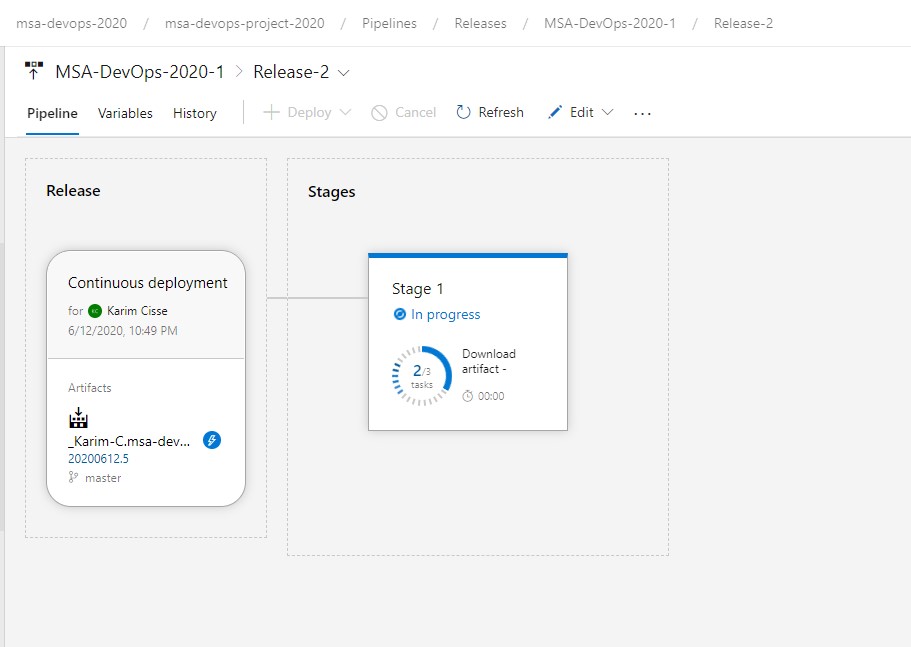 msa-devops-2020 / msa-devops-project-2020 / Pipelines / Releases / MSA-DevOps-2020-1 / Release-2
MSA-DevOps-2020-1 > Release-2
Pipeline Variables History Deploy Cancel Refresh Edit ...
Release
Stages
Continuous deployment
for KC Karim Cisse
6/12/2020, 10:49 PM
Artifacts
_Karim-C.msa-dev...
20200612.5
master
Stage 1
In progress
2/3
tasks
Download
artifact -
00:00